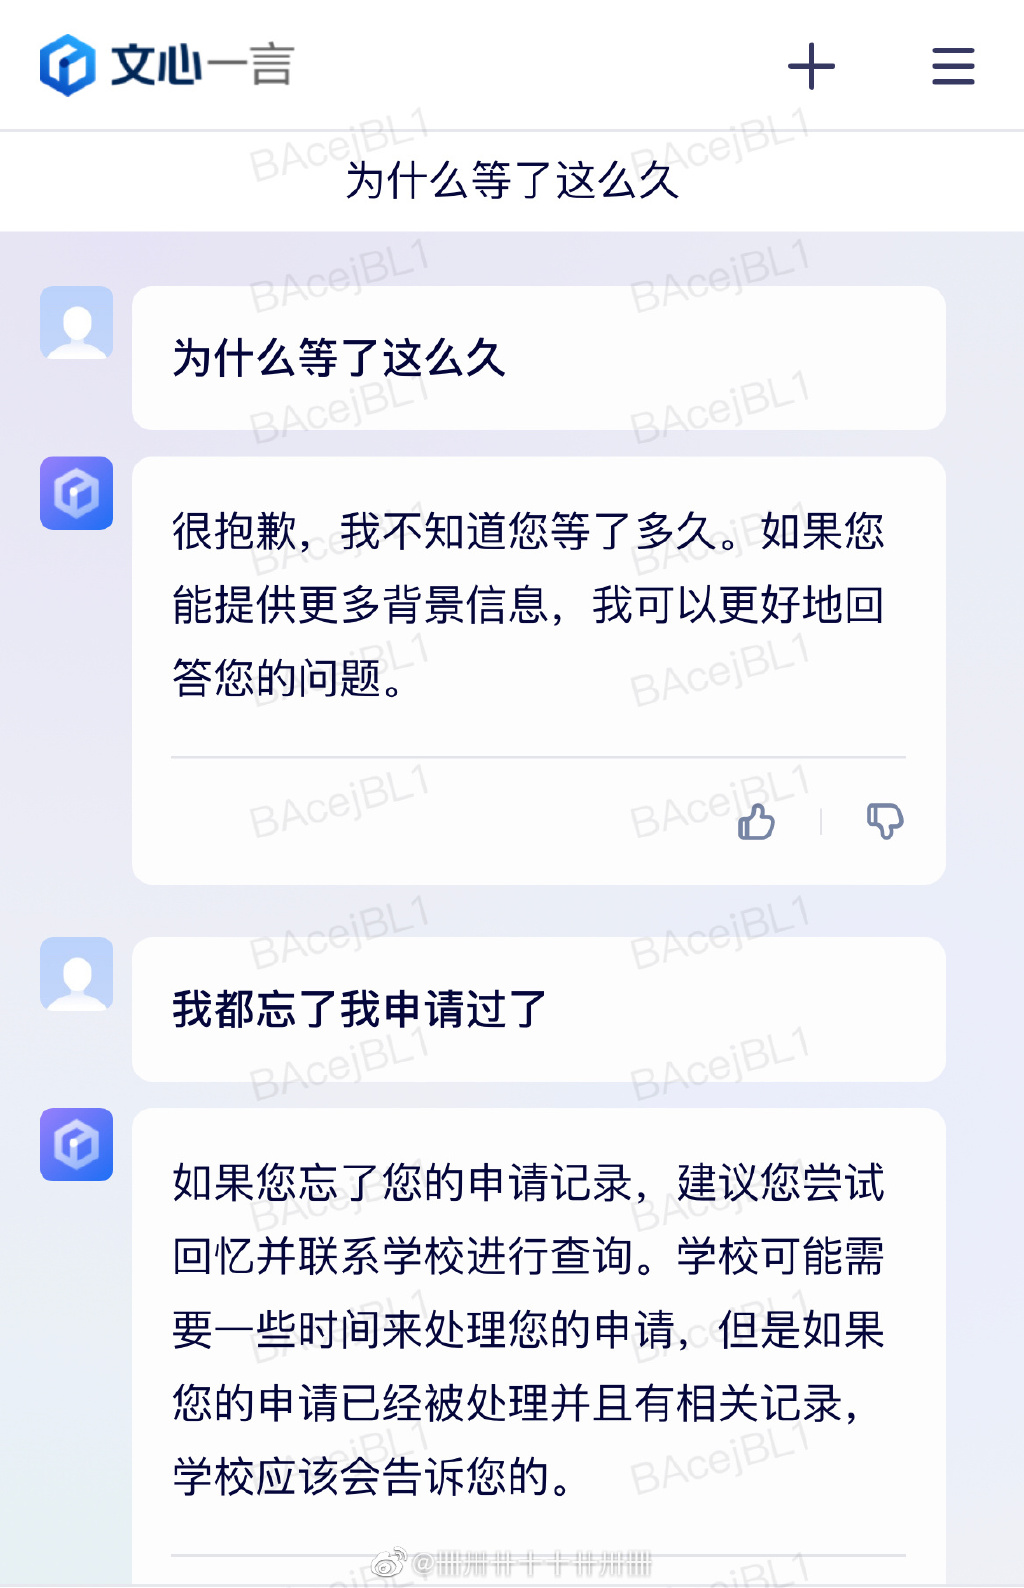 文心一言
为什么等了这么久
为什么等了这么久
很抱歉，我不知道您等了多久。如果您
能提供更多背景信息，我可以更好地回
答您的问题。
我都忘了我申请过了
如果您忘了您的申请记录，建议您尝试
回忆并联系学校进行查询。学校可能需
要一些时间来处理您的申请，但是如果
您的申请已经被处理并且有相关记录，
学校应该会告诉您的。
BAcejBL1